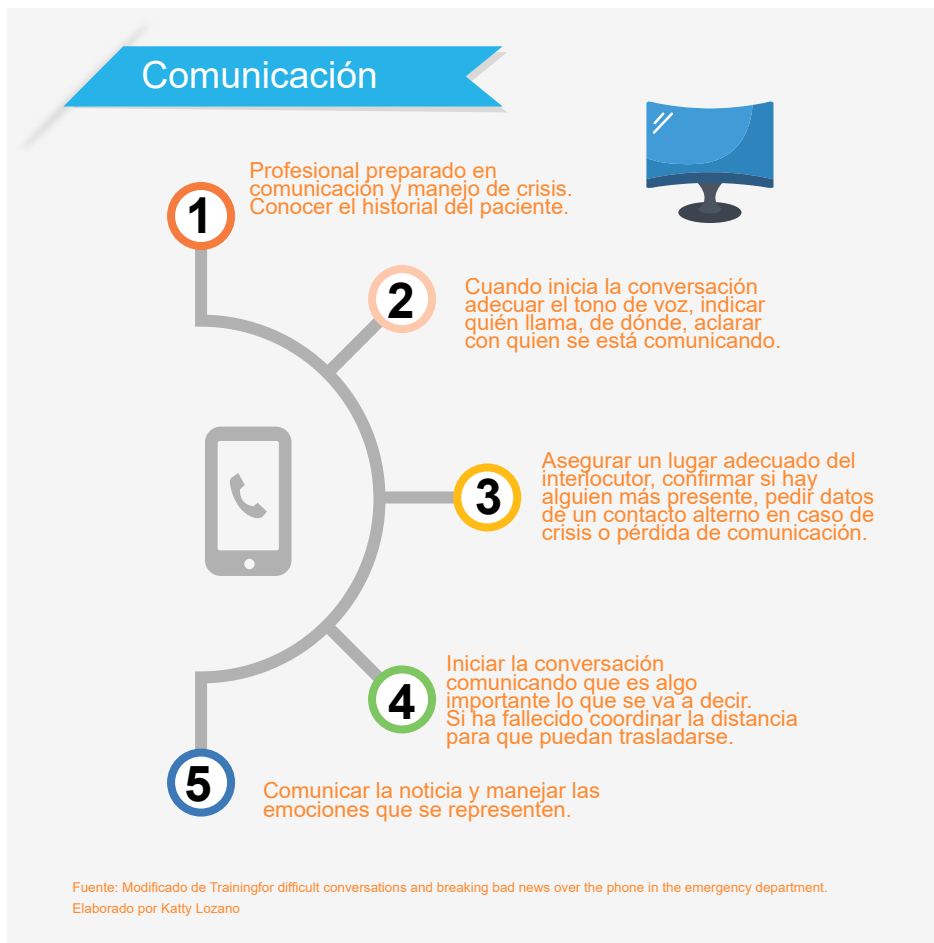 Comunicación
1
Profesional preparado en
comunicación y manejo de crisis.
Conocer el historial del paciente.
2
Cuando inicia la conversación
adecuar el tono de voz, indicar
quién llama, de dónde, aclarar
con quien se está comunicando.
3
Asegurar un lugar adecuado del
interlocutor, confirmar si hay
alguien más presente, pedir datos
de un contacto alterno en caso de
crisis o pérdida de comunicación.
4
Iniciar la conversación
comunicando que es algo
importante lo que se va a decir.
Si ha fallecido coordinar la distancia
para que puedan trasladarse.
5
Comunicar la noticia y manejar las
emociones que se representen.
Fuente: Modificado de Trainingfor difficult conversations and breaking bad news over the phone in the emergency department.
Elaborado por Katty Lozano